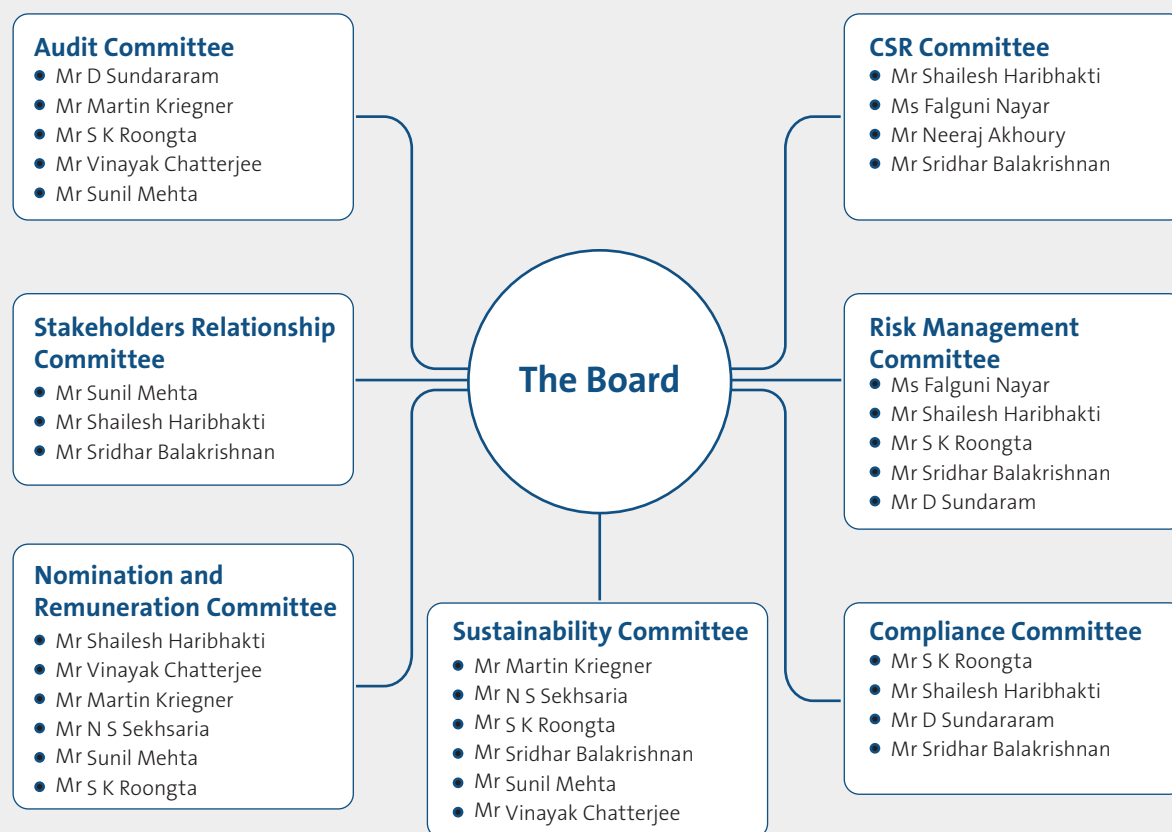 Audit Committee
Mr D Sundararam
Mr Martin Kriegner
Mr S K Roongta
Mr Vinayak Chatterjee
Mr Sunil Mehta
Stakeholders Relationship
Committee
Mr Sunil Mehta
Mr Shailesh Haribhakti
Mr Sridhar Balakrishnan
Nomination and
Remuneration Committee
Mr Shailesh Haribhakti
Mr Vinayak Chatterjee
Mr Martin Kriegner
Mr N S Sekhsaria
Mr Sunil Mehta
Mr S K Roongta
The Board
Sustainability Committee
Mr Martin Kriegner
Mr N S Sekhsaria
Mr S K Roongta
Mr Sridhar Balakrishnan
Mr Sunil Mehta
Mr Vinayak Chatterjee
CSR Committee
Mr Shailesh Haribhakti
Ms Falguni Nayar
Mr Neeraj Akhoury
Mr Sridhar Balakrishnan
Risk Management
Committee
Ms Falguni Nayar
Mr Shailesh Haribhakti
Mr S K Roongta
Mr Sridhar Balakrishnan
Mr D Sundaram
Compliance Committee
Mr S K Roongta
Mr Shailesh Haribhakti
Mr D Sundararam
Mr Sridhar Balakrishnan